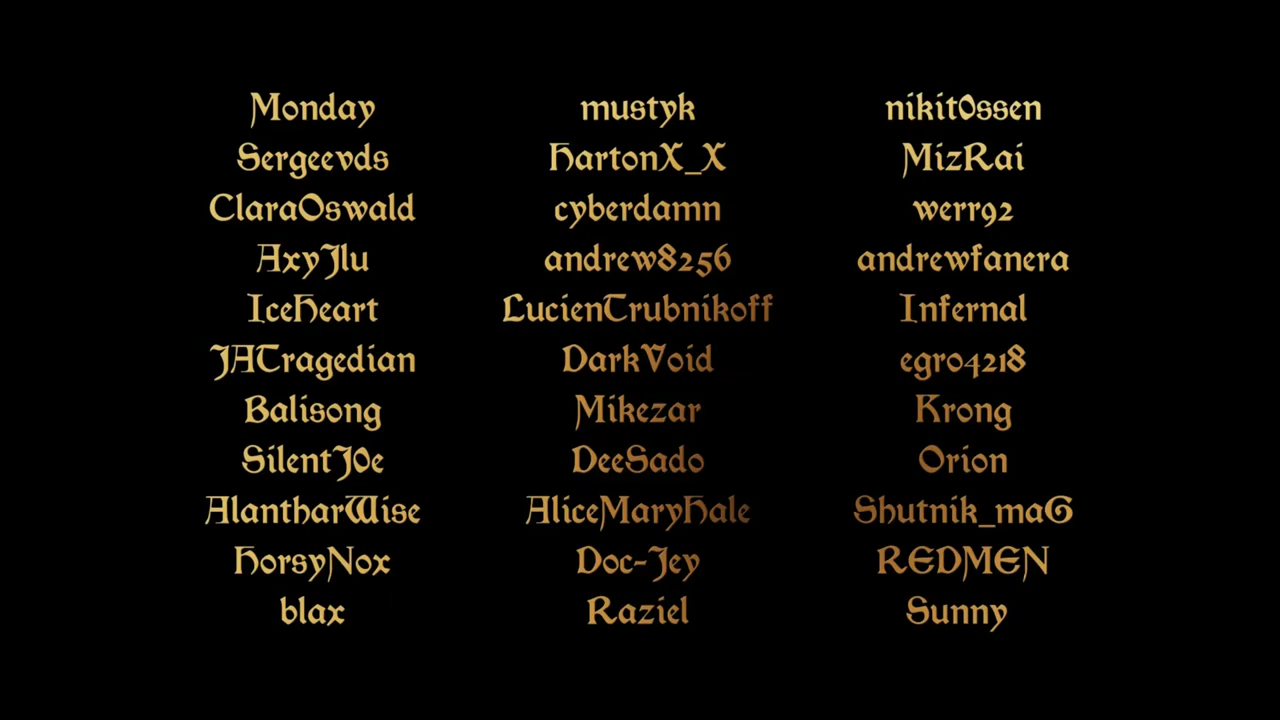 Monday mustyk nikit0ssen
Sergeevds HartonX_X MizRai
ClaraOswald cyberdamn werr92
AxyJlu andrew8256 andrewfanera
IceHeart LucienTrubnikoff Infernal
JATragedian DarkVoid egro4218
Balisong Mikezar Krong
SilentJ0e DeeSado Orion
AlantharWise AliceMaryHale Shutnik_maG
HorsyNox Doc-Jey REDMEN
blax Raziel Sunny